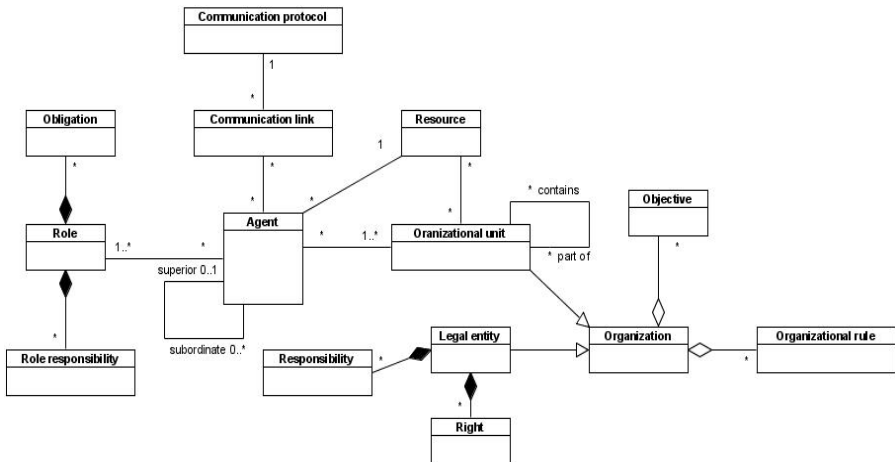 Communication protocol
1
*
Obligation
Communication link
Resource
*
*
1
*
* contains
Objective
*
*
*
*
Role
Agent
Oranizational unit
1..*
*
*
1..*
* part of
superior 0..1
subordinate 0..*
*
Role responsibility
Responsibility
*
Legal entity
Organization
Organizational rule
*
*
Right